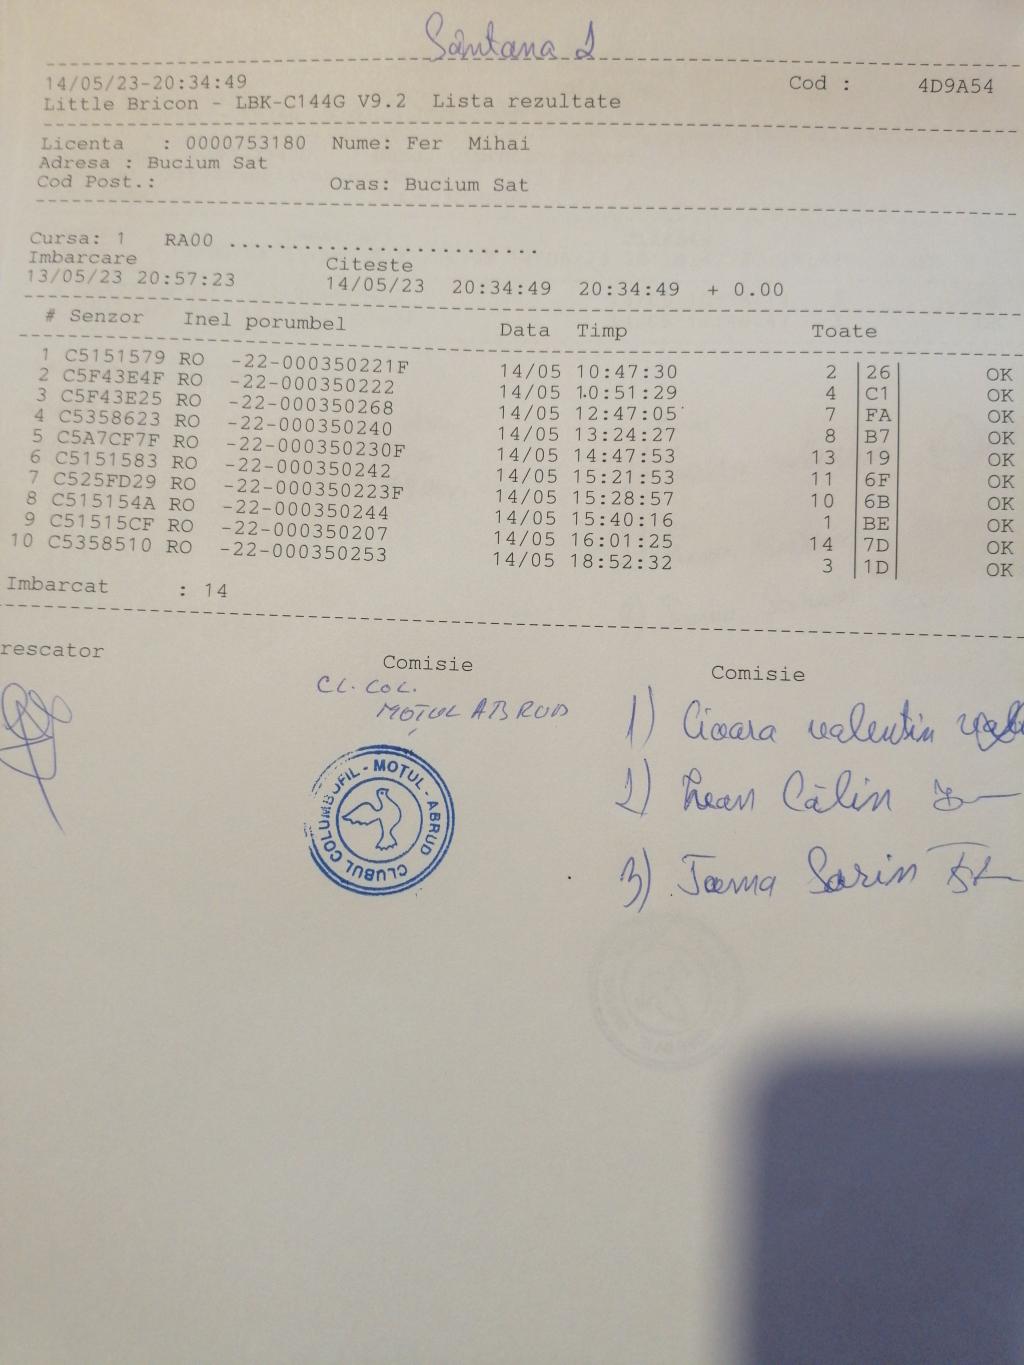 Santana 2
14/05/23-20:34:49 Cod : 4D9A54
Little Bricon - LBK-C144G V9.2 Lista rezultate
Licenta : 0000753180 Nume: Fer Mihai
Adresa : Bucium Sat
Cod Post.: Oras: Bucium Sat
Cursa: 1 RA00 .........................
Imbarcare Citeste
13/05/23 20:57:23 14/05/23 20:34:49 20:34:49 + 0.00
# Senzor Inel porumbel Data Timp Toate
1 C5151579 RO -22-000350221F 14/05 10:47:30 2 |26| OK
2 C5F43E4F RO -22-000350222 14/05 10:51:29 4 |C1| OK
3 C5F43E25 RO -22-000350268 14/05 12:47:05 7 |FA| OK
4 C5358623 RO -22-000350240 14/05 13:24:27 8 |B7| OK
5 C5A7CF7F RO -22-000350230F 14/05 14:47:53 13 |19| OK
6 C5151583 RO -22-000350242 14/05 15:21:53 11 |6F| OK
7 C525FD29 RO -22-000350223F 14/05 15:28:57 10 |6B| OK
8 C515154A RO -22-000350244 14/05 15:40:16 1 |BE| OK
9 C51515CF RO -22-000350207 14/05 16:01:25 14 |7D| OK
10 C5358510 RO -22-000350253 14/05 18:52:32 3 |1D| OK
Imbarcat : 14
rescator Comisie Comisie
CL. COL.
MOȚUL ABRUD
CLUBUL COLUMBOFIL - MOTUL - ABRUD
1) Cioara Valentin
2) Călin
3) Toma Sorin